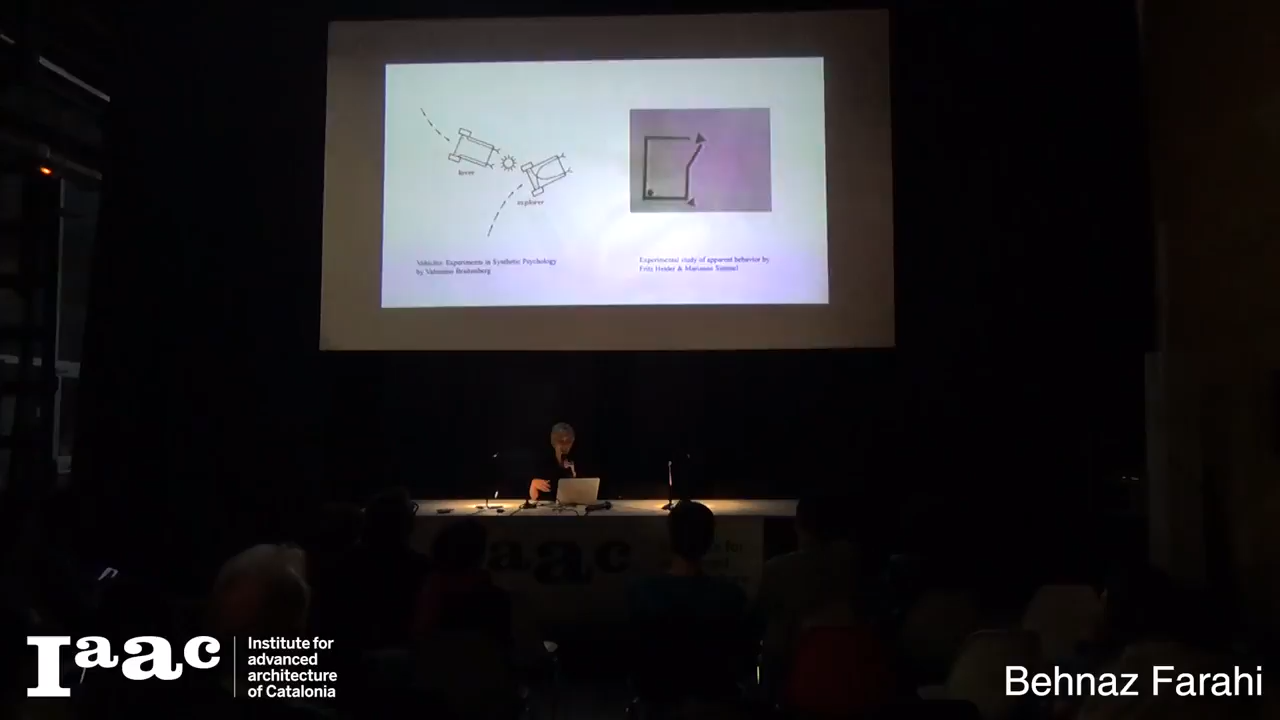 lover
explorer
Vehicles: Experiments in Synthetic Psychology
by Valentino Braitenberg
Experimental study of apparent behavior by
Fritz Heider & Marianne Simmel
Iaac
Iaac
Institute for
advanced
architecture
of Catalonia
Behnaz Farahi